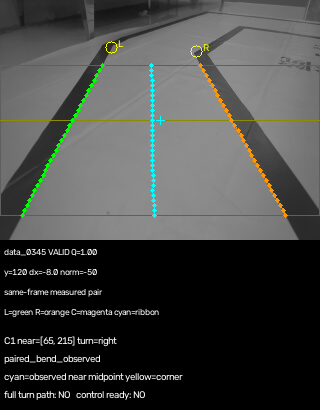 L
R
data_0345 VALID Q=1.00
y=120 dx=-8.0 norm=-50
same-frame measured pair
L=green R=orange C=magenta cyan=ribbon
C1 near=[65, 215] turn=right
paired_bend_observed
cyan=observed near midpoint yellow=corner
full turn path: NO control ready: NO